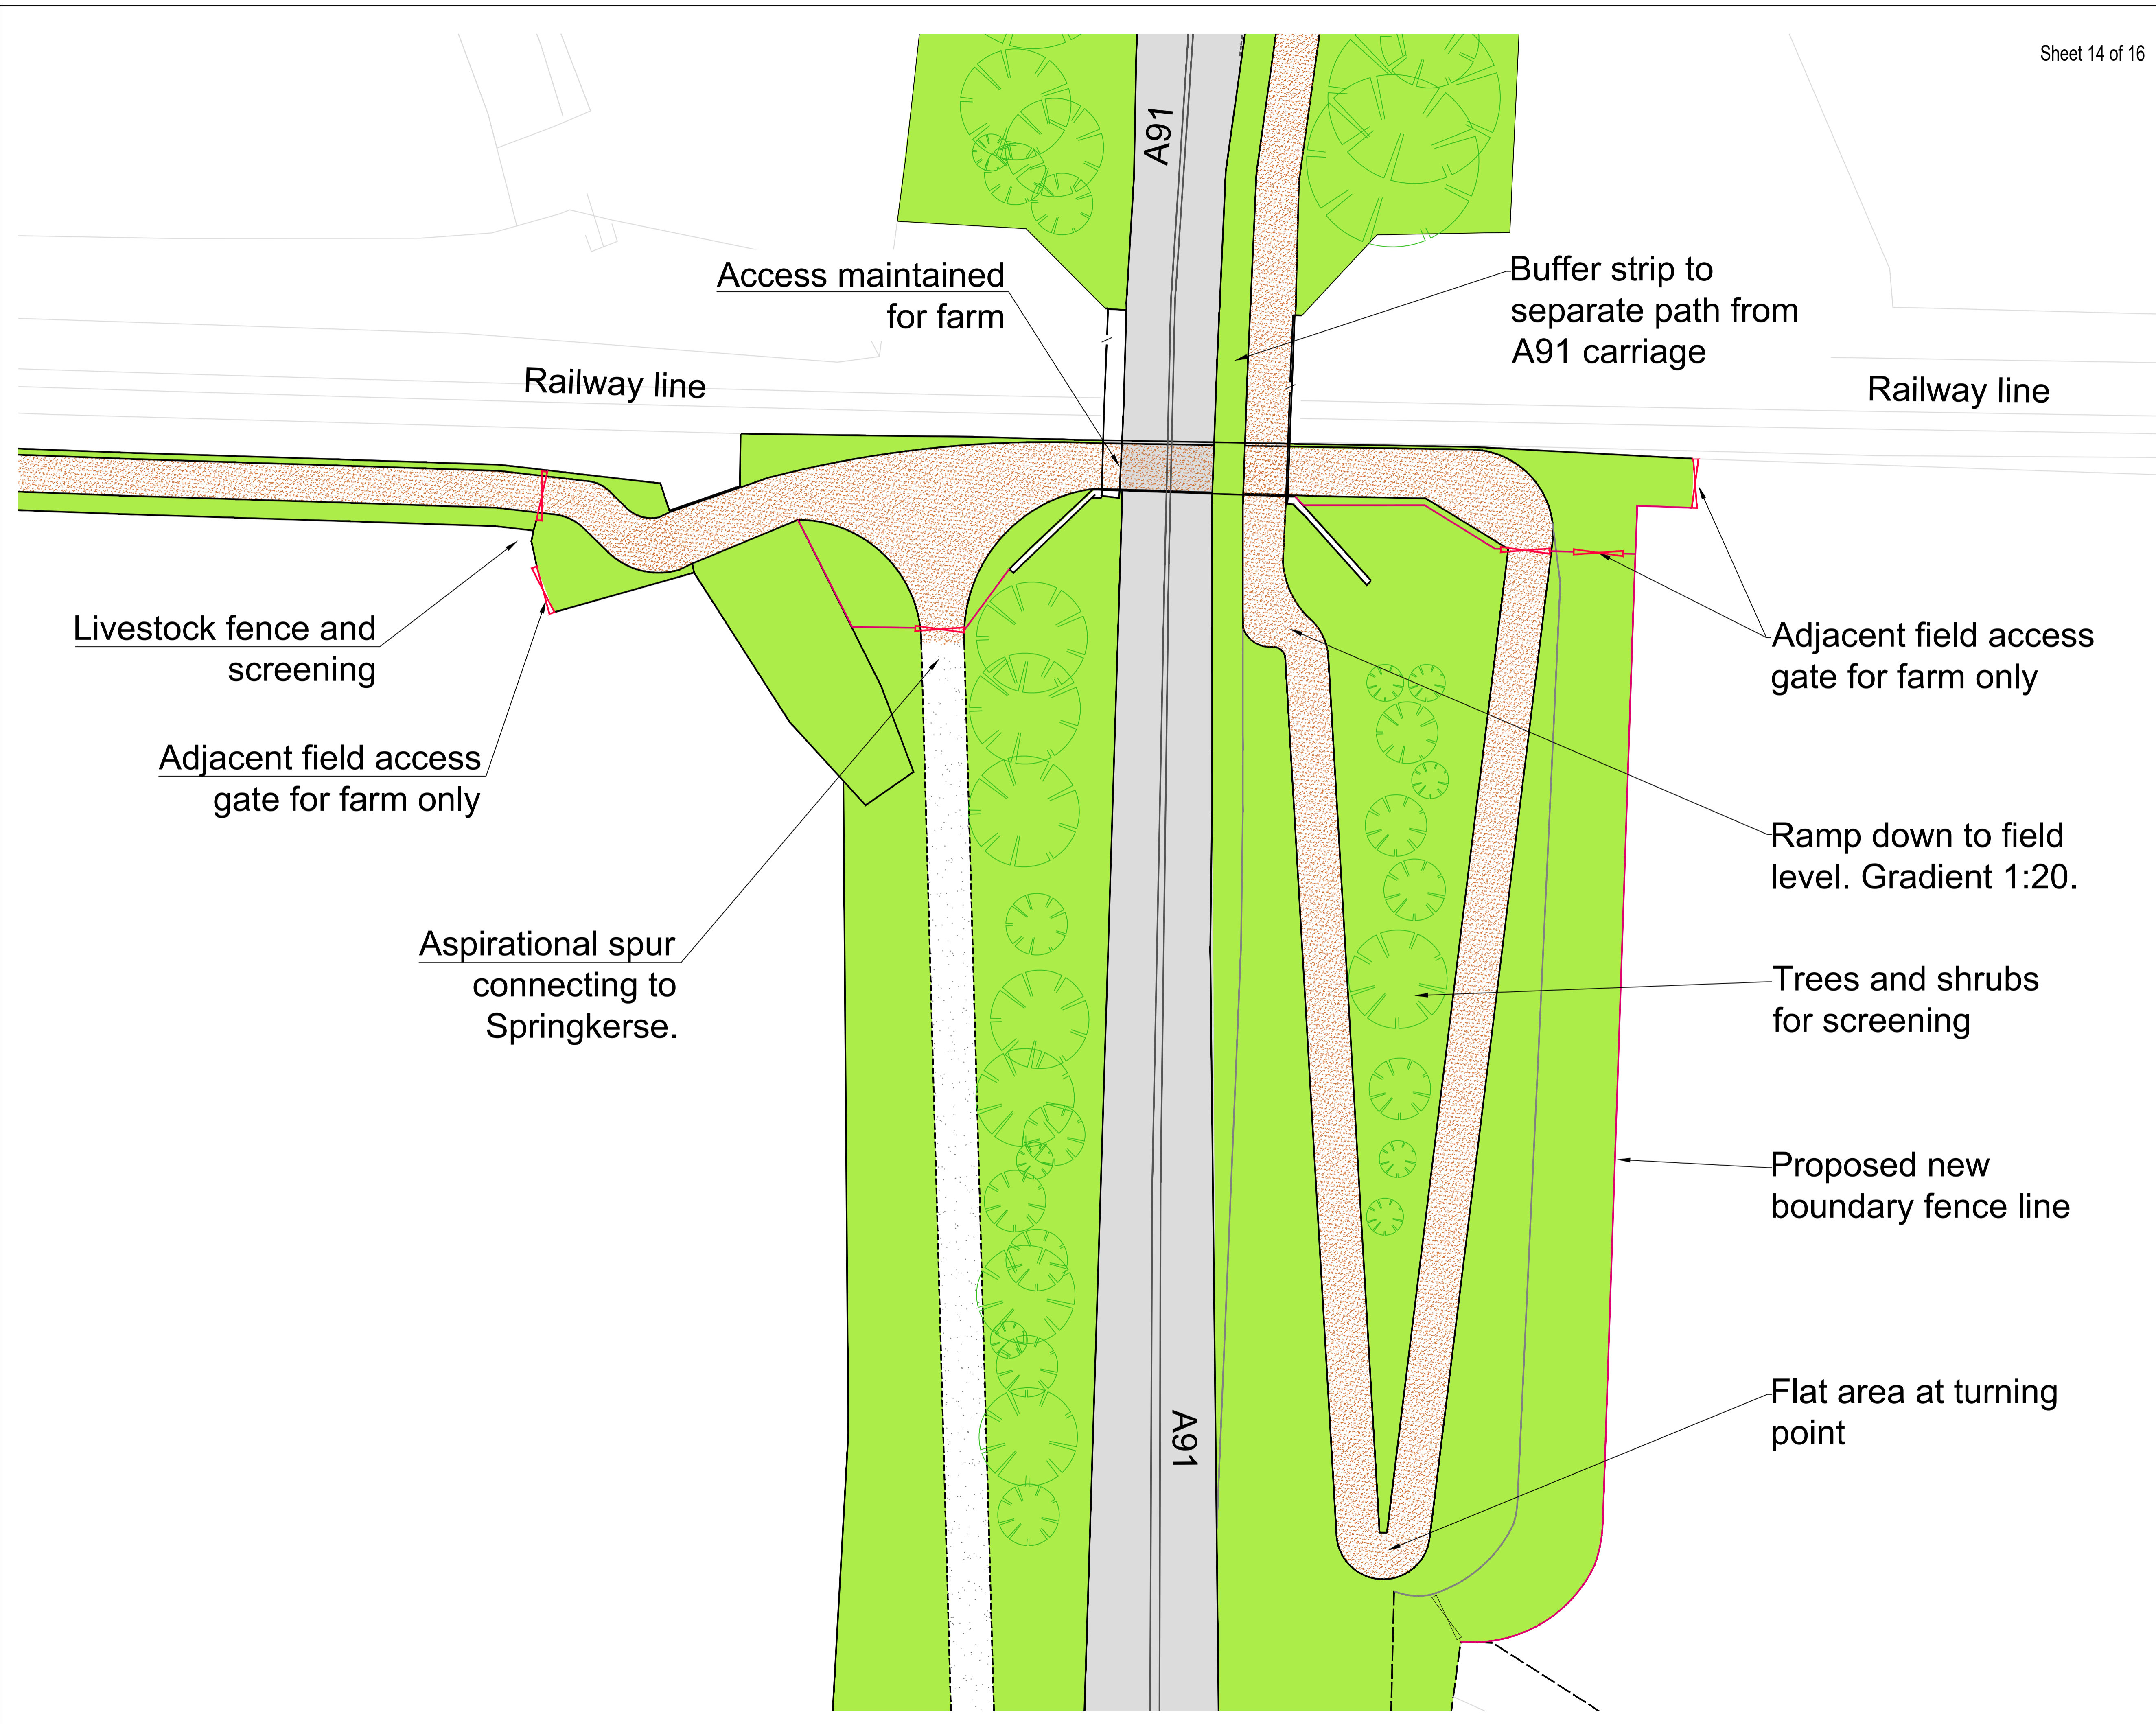 Sheet 14 of 16
A91
Access maintained
for farm
Buffer strip to
separate path from
A91 carriage
Railway line
Railway line
Livestock fence and
screening
Adjacent field access
gate for farm only
Adjacent field access
gate for farm only
Ramp down to field
level. Gradient 1:20.
Aspirational spur
connecting to
Springkerse.
Trees and shrubs
for screening
Proposed new
boundary fence line
Flat area at turning
point
A91